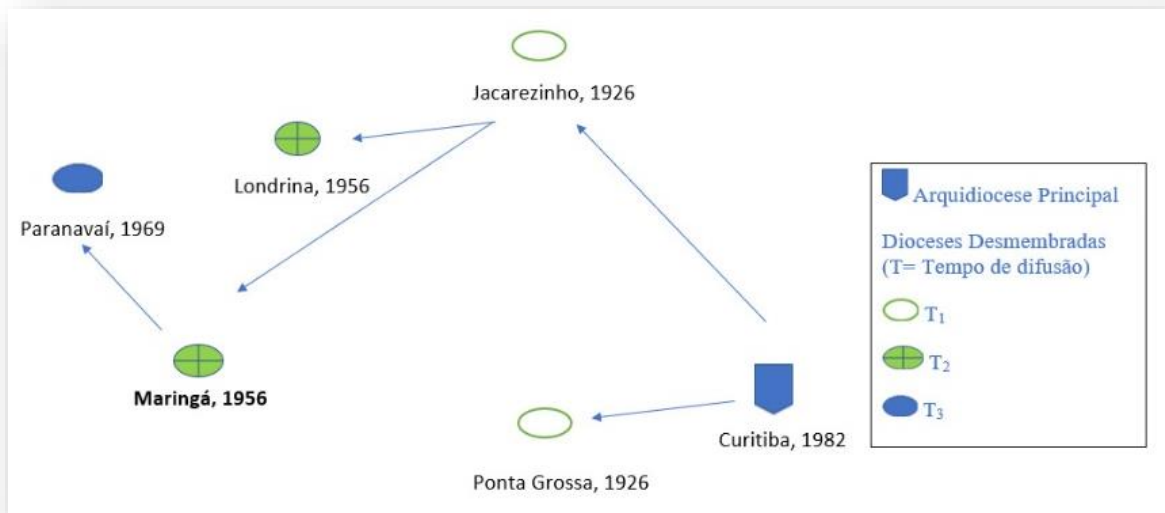 Jacarezinho, 1926
Londrina, 1956
Paranavaí, 1969
Maringá, 1956
Ponta Grossa, 1926
Curitiba, 1982
Arquidiocese Principal
Dioceses Desmembradas
(T= Tempo de difusão)
T₁
T₂
T₃